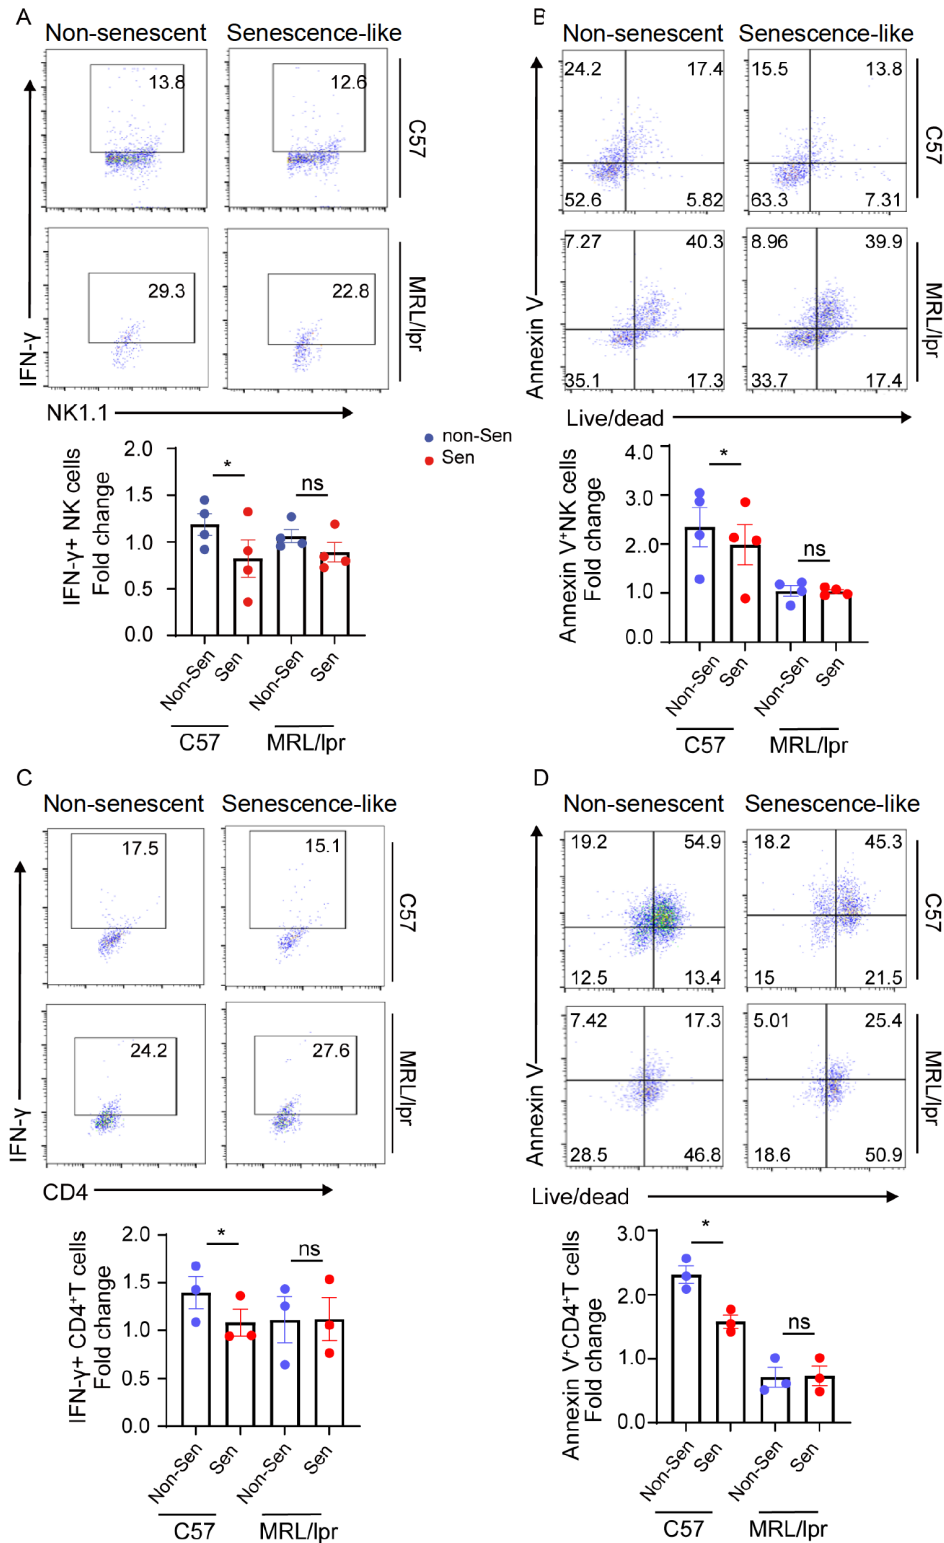 A
Non-senescent
Senescence-like
13.8
12.6
C57
29.3
22.8
MRL/lpr
IFN-γ
NK1.1
non-Sen
Sen
IFN-γ+ NK cells
Fold change
2.0
1.5
1.0
0.5
0.0
*
ns
Non-Sen
Sen
Non-Sen
Sen
C57
MRL/lpr
B
Non-senescent
Senescence-like
24.2
17.4
52.6
5.82
15.5
13.8
63.3
7.31
C57
7.27
40.3
35.1
17.3
8.96
39.9
33.7
17.4
MRL/lpr
Annexin V
Live/dead
Annexin V⁺NK cells
Fold change
4.0
3.0
2.0
1.0
0.0
*
ns
Non-Sen
Sen
Non-Sen
Sen
C57
MRL/lpr
C
Non-senescent
Senescence-like
17.5
15.1
C57
24.2
27.6
MRL/lpr
IFN-γ
CD4
IFN-γ+ CD4⁺T cells
Fold change
2.0
1.5
1.0
0.5
0.0
*
ns
Non-Sen
Sen
Non-Sen
Sen
C57
MRL/lpr
D
Non-senescent
Senescence-like
19.2
54.9
12.5
13.4
18.2
45.3
15
21.5
C57
7.42
17.3
28.5
46.8
5.01
25.4
18.6
50.9
MRL/lpr
Annexin V
Live/dead
Annexin V⁺CD4⁺T cells
Fold change
3.0
2.0
1.0
0.0
*
ns
Non-Sen
Sen
Non-Sen
Sen
C57
MRL/lpr